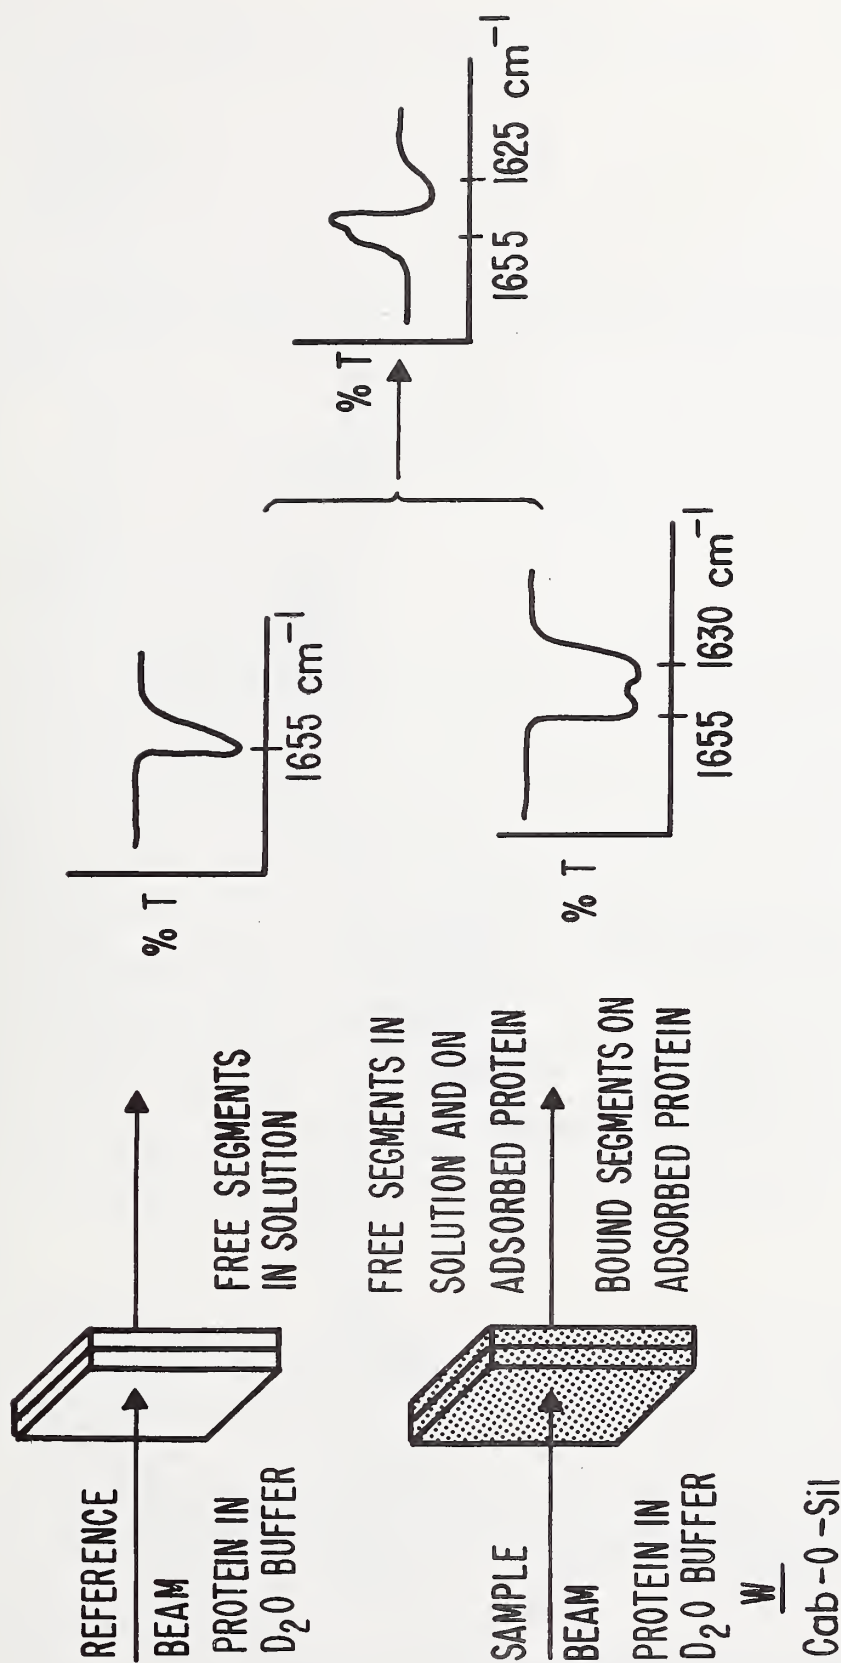 REFERENCE
BEAM
PROTEIN IN
D₂O BUFFER
FREE SEGMENTS
IN SOLUTION
% T
1655 cm⁻¹
SAMPLE
BEAM
PROTEIN IN
D₂O BUFFER
W
Cab-O-Sil
FREE SEGMENTS IN
SOLUTION AND ON
ADSORBED PROTEIN
BOUND SEGMENTS ON
ADSORBED PROTEIN
% T
1655 1630 cm⁻¹
% T
1655 1625 cm⁻¹